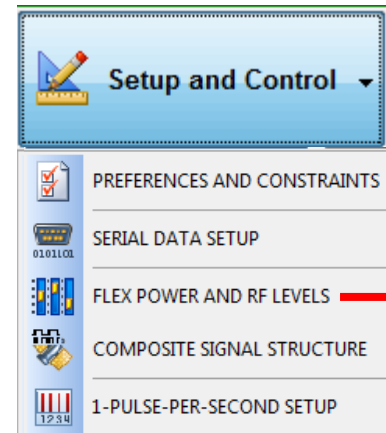 Setup and Control
PREFERENCES AND CONSTRAINTS
0101101
SERIAL DATA SETUP
FLEX POWER AND RF LEVELS
COMPOSITE SIGNAL STRUCTURE
1234
1-PULSE-PER-SECOND SETUP